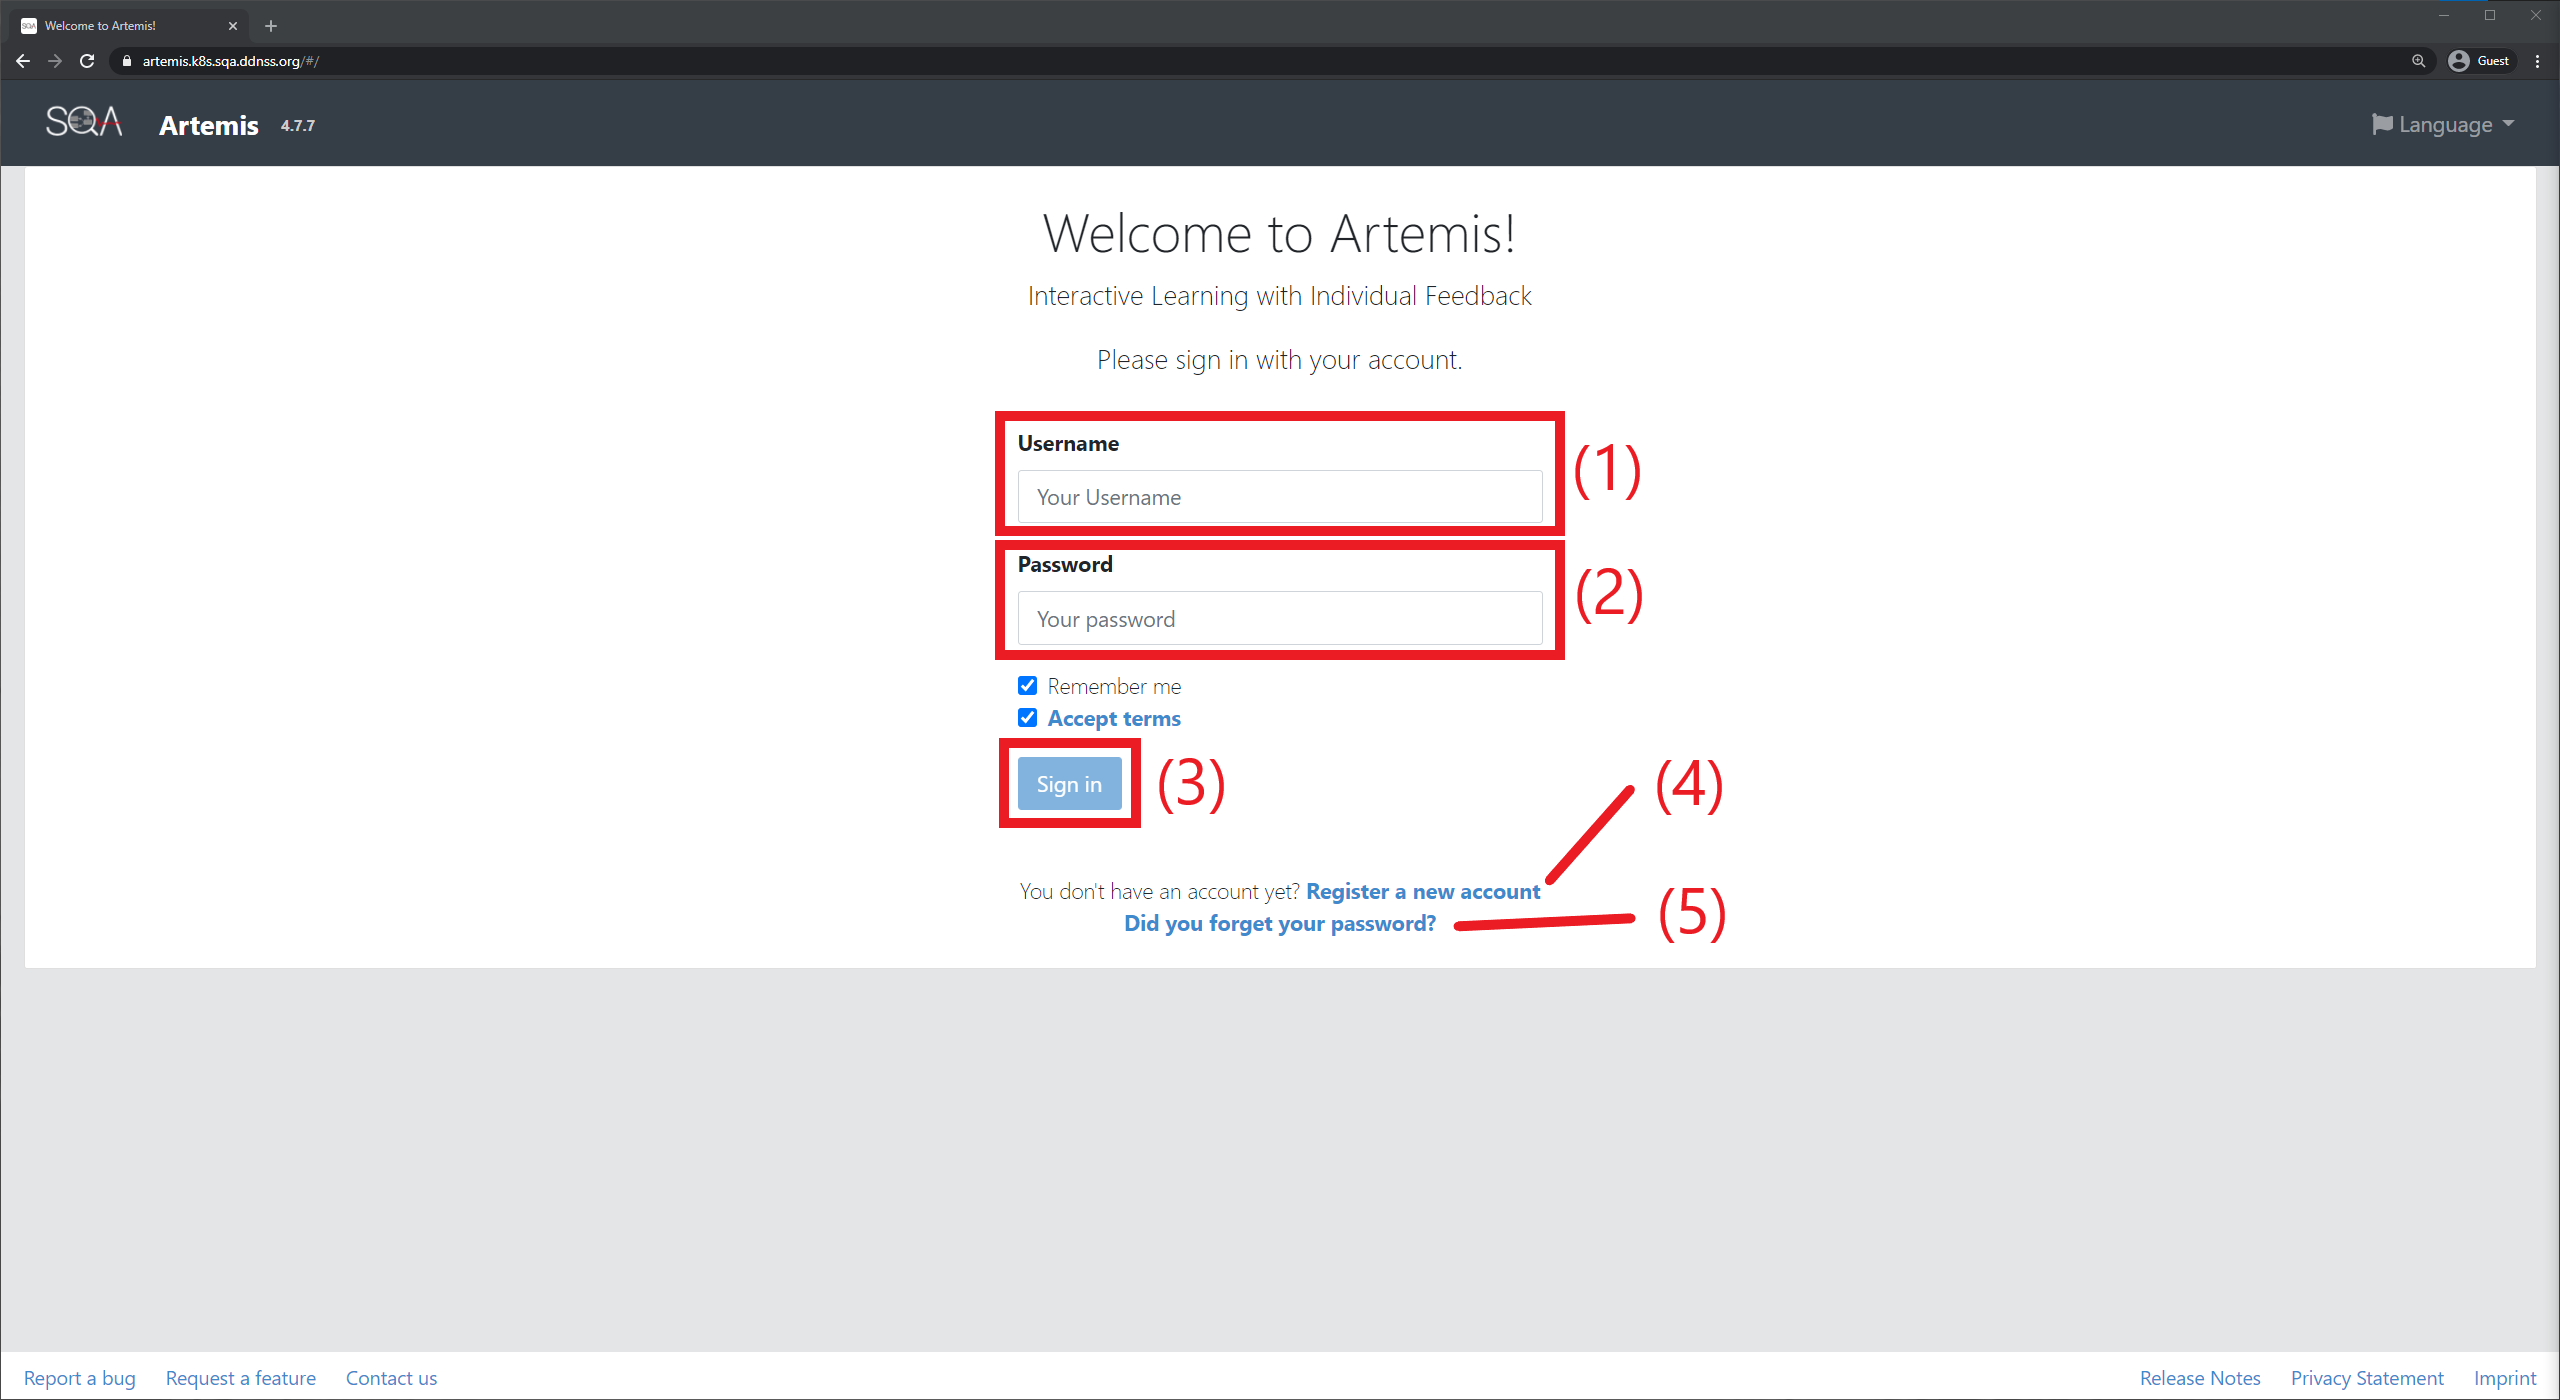 Welcome to Artemis!
artemis.k8s.sqa.ddnss.org/#/
Guest
SQA Artemis 4.7.7
Language
Welcome to Artemis!
Interactive Learning with Individual Feedback
Please sign in with your account.
Username
(1)
Your Username
Password
(2)
Your password
Remember me
Accept terms
Sign in
(3)
(4)
You don't have an account yet? Register a new account
Did you forget your password?
(5)
Report a bug Request a feature Contact us
Release Notes Privacy Statement Imprint